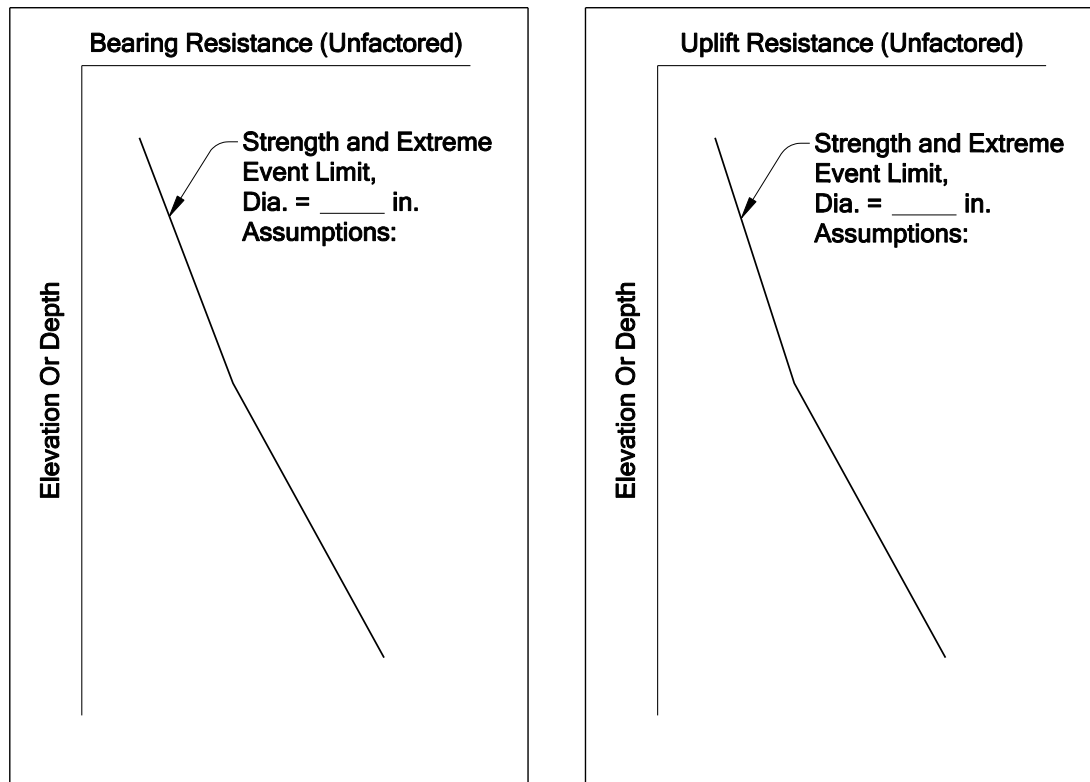 Bearing Resistance (Unfactored)
Strength and Extreme
Event Limit,
Dia. = _____ in.
Assumptions:
Elevation Or Depth
Uplift Resistance (Unfactored)
Strength and Extreme
Event Limit,
Dia. = _____ in.
Assumptions:
Elevation Or Depth